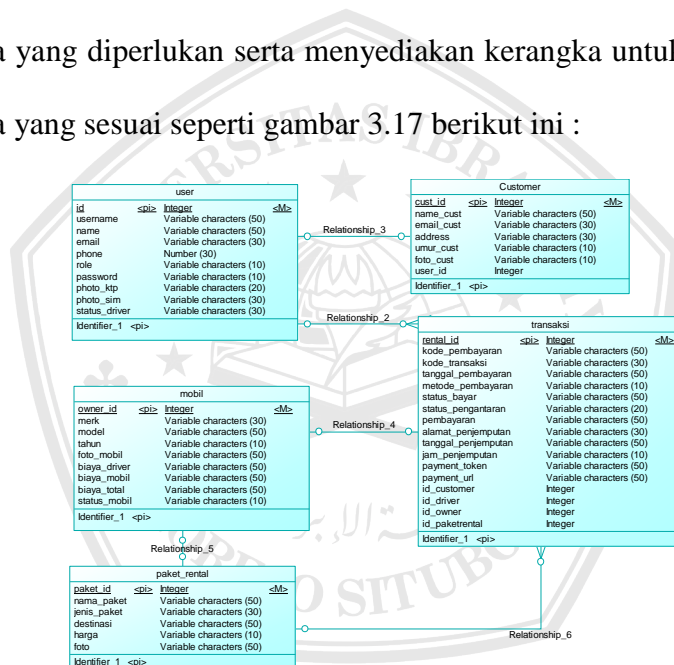 a yang diperlukan serta menyediakan kerangka untuk
a yang sesuai seperti gambar 3.17 berikut ini :
user
id <pi> Integer <M>
username Variable characters (50)
name Variable characters (50)
email Variable characters (30)
phone Number (30)
role Variable characters (10)
password Variable characters (10)
photo_ktp Variable characters (20)
photo_sim Variable characters (30)
status_driver Variable characters (30)
Identifier_1 <pi>
Relationship_3
Customer
cust_id <pi> Integer <M>
name_cust Variable characters (50)
email_cust Variable characters (30)
address Variable characters (30)
umur_cust Variable characters (10)
foto_cust Variable characters (10)
user_id Integer
Identifier_1 <pi>
Relationship_2
transaksi
rental_id <pi> Integer <M>
kode_pembayaran Variable characters (50)
kode_transaksi Variable characters (30)
tanggal_pembayaran Variable characters (50)
metode_pembayaran Variable characters (10)
status_bayar Variable characters (50)
status_pengantaran Variable characters (20)
pembayaran Variable characters (50)
alamat_penjemputan Variable characters (30)
tanggal_penjemputan Variable characters (50)
jam_penjemputan Variable characters (10)
payment_token Variable characters (50)
payment_url Variable characters (50)
id_customer Integer
id_driver Integer
id_owner Integer
id_paketrental Integer
Identifier_1 <pi>
mobil
owner_id <pi> Integer <M>
merk Variable characters (30)
model Variable characters (50)
tahun Variable characters (10)
foto_mobil Variable characters (50)
biaya_driver Variable characters (50)
biaya_mobil Variable characters (50)
biaya_total Variable characters (50)
status_mobil Variable characters (10)
Identifier_1 <pi>
Relationship_4
Relationship_5
paket_rental
paket_id <pi> Integer <M>
nama_paket Variable characters (50)
jenis_paket Variable characters (30)
destinasi Variable characters (50)
harga Variable characters (10)
foto Variable characters (50)
Identifier_1 <pi>
Relationship_6